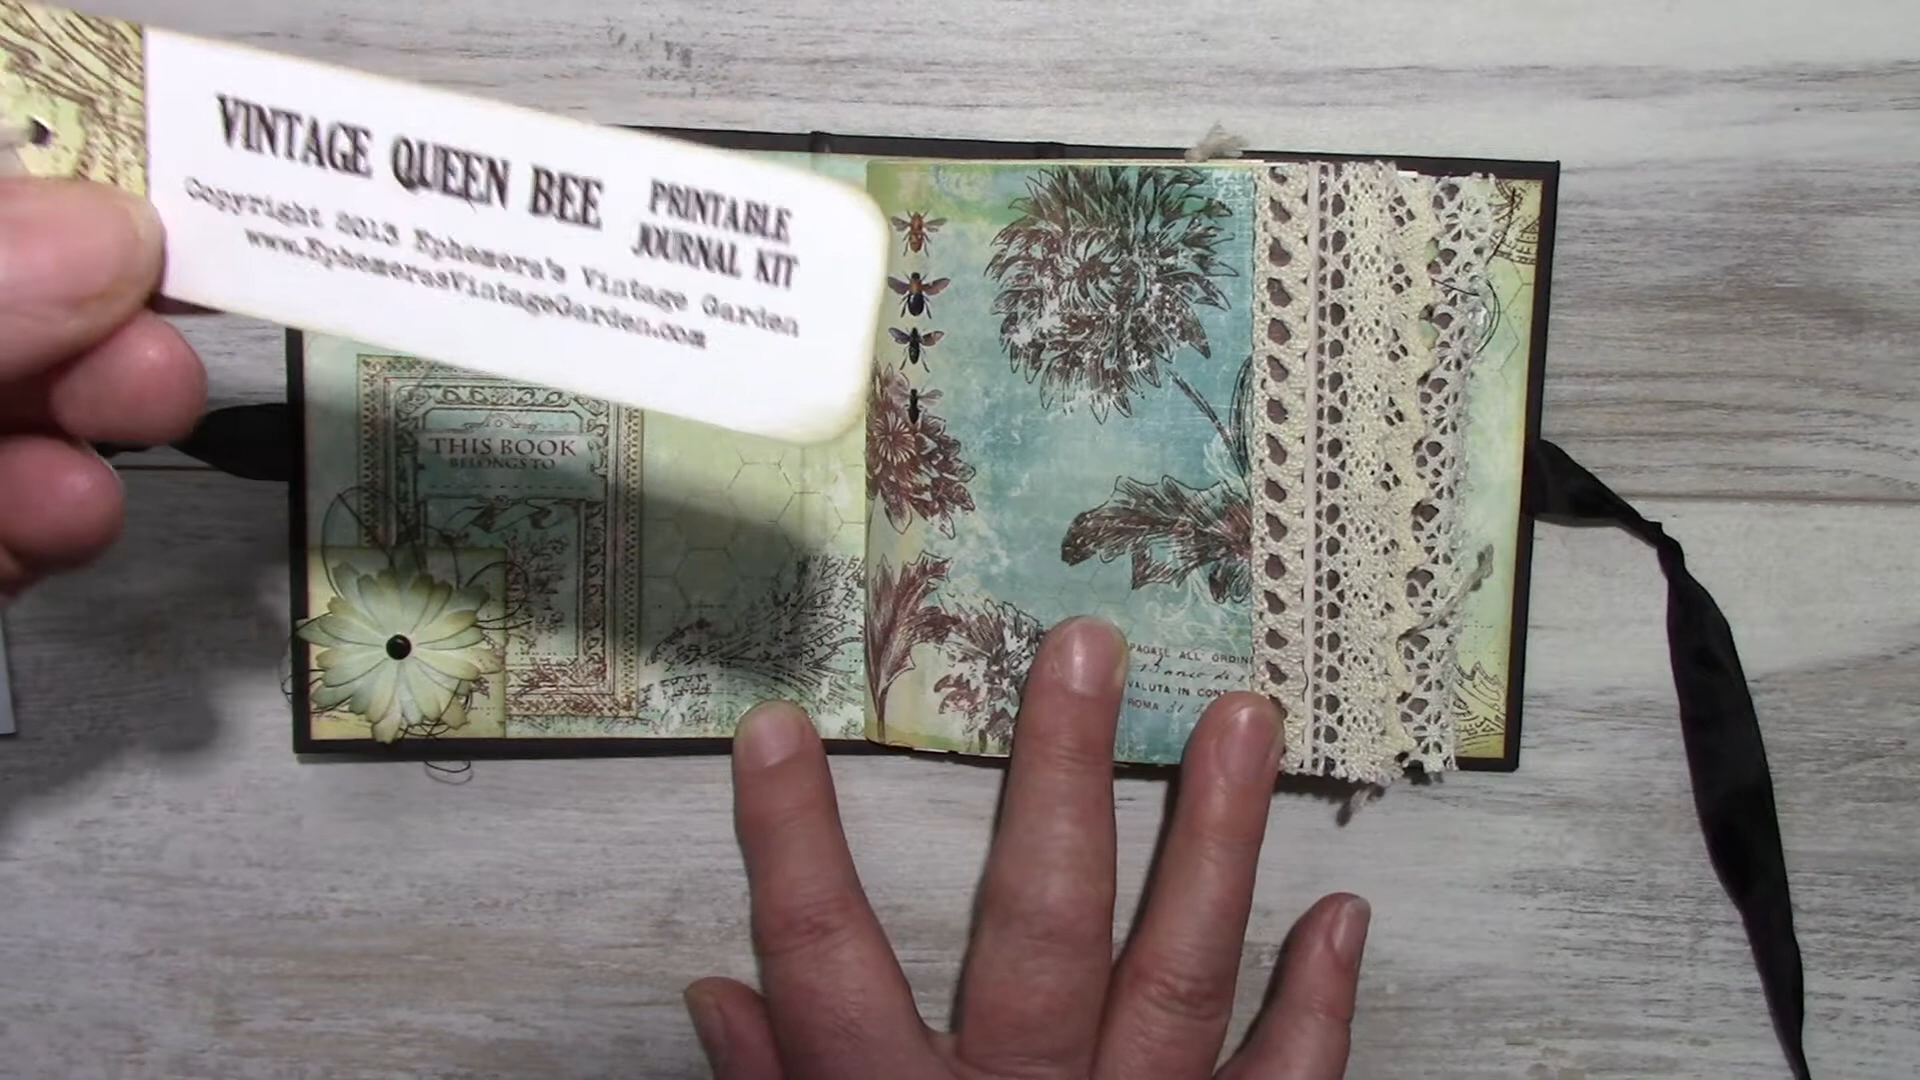 VINTAGE QUEEN BEE
PRINTABLE
JOURNAL KIT
Copyright 2013 Ephemera's Vintage Garden
www.EphemerasVintageGarden.com
THIS BOOK
BELONGS TO
PAGATE ALL' ORDINE
VALUTA IN CONT
ROMA